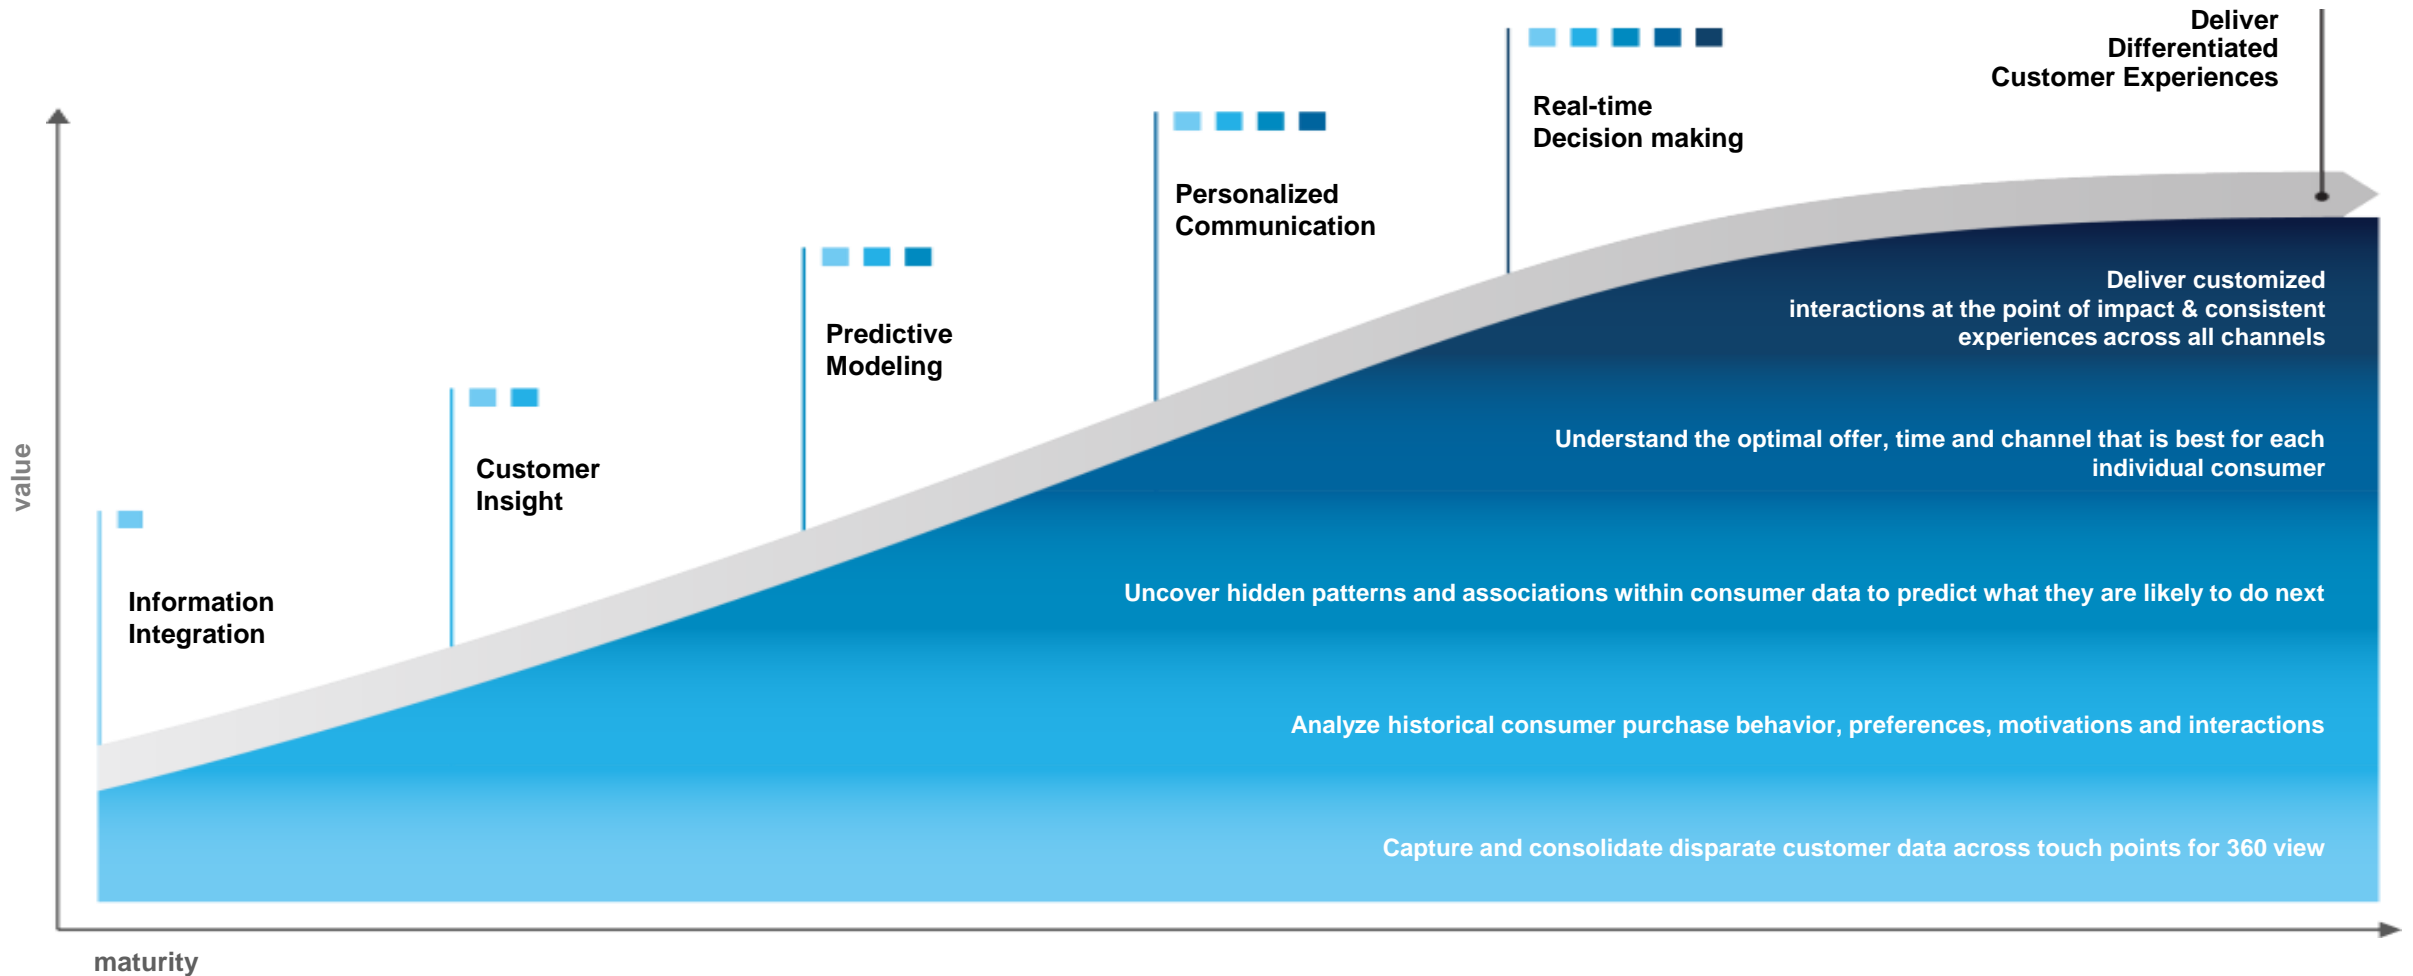 Deliver
Differentiated
Customer Experiences
Real-time
Decision making
Personalized
Communication
Predictive
Modeling
Customer
Insight
Information
Integration
value
Deliver customized
interactions at the point of impact & consistent
experiences across all channels
Understand the optimal offer, time and channel that is best for each
individual consumer
Uncover hidden patterns and associations within consumer data to predict what they are likely to do next
Analyze historical consumer purchase behavior, preferences, motivations and interactions
Capture and consolidate disparate customer data across touch points for 360 view
maturity